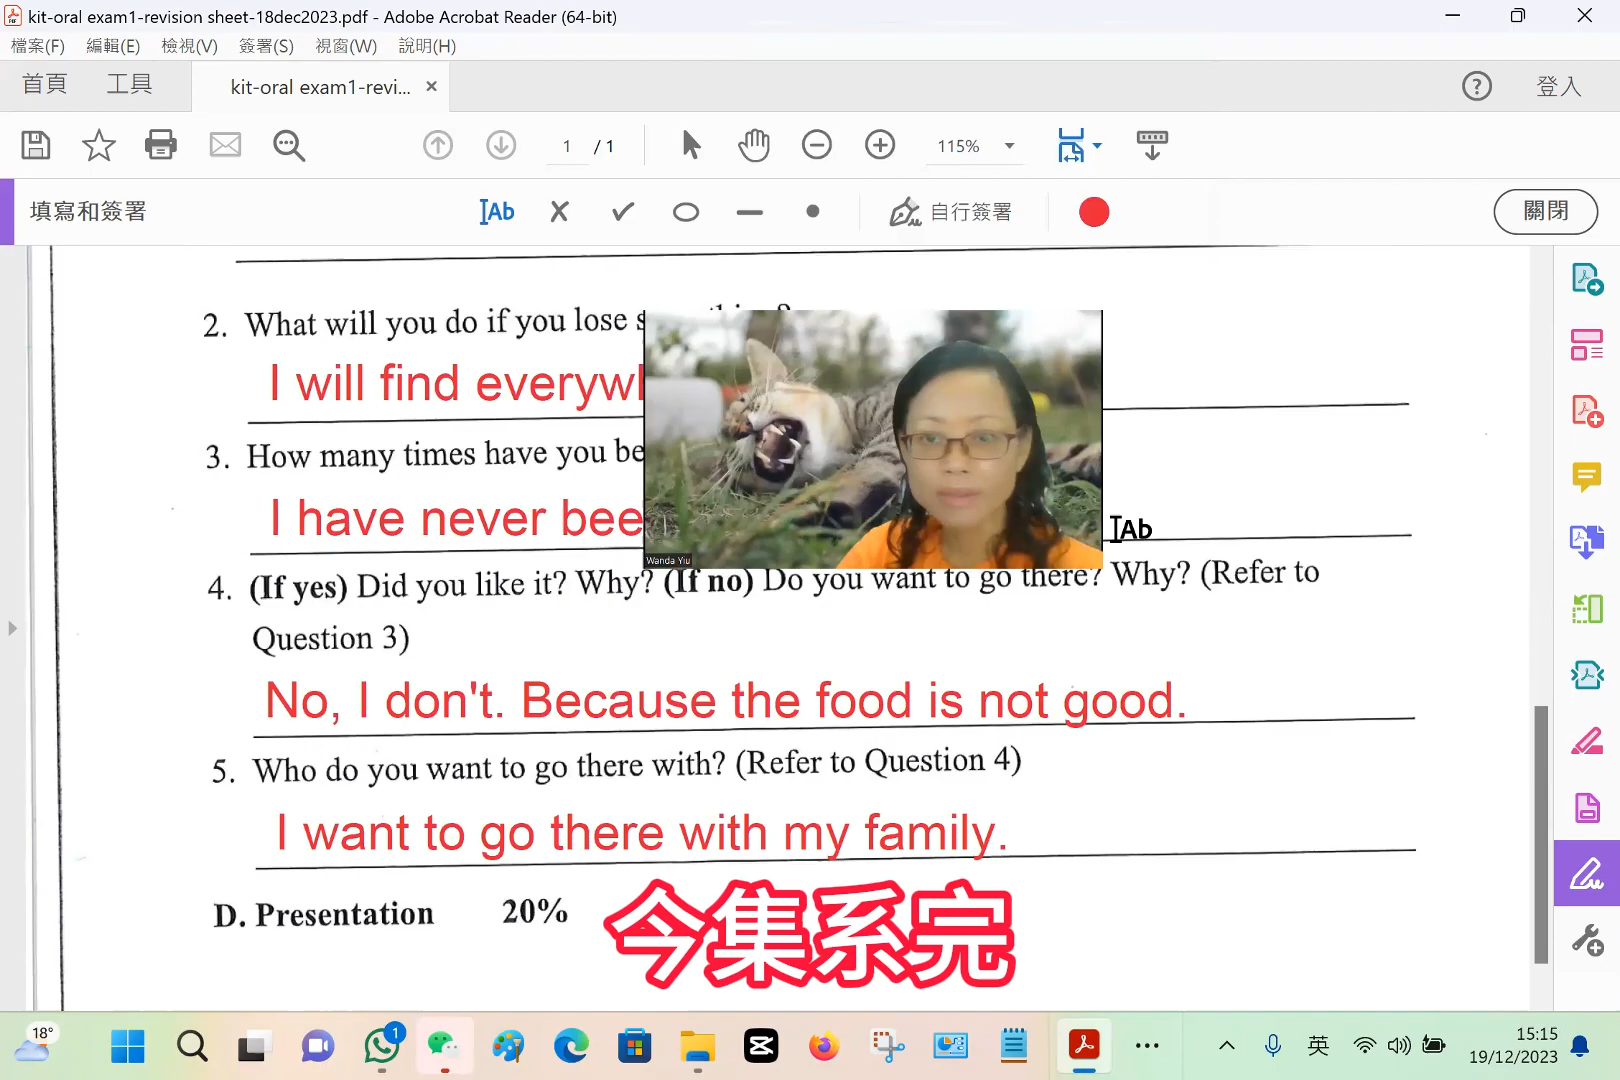 kit-oral exam1-revision sheet-18dec2023.pdf - Adobe Acrobat Reader (64-bit)
檔案(F) 編輯(E) 檢視(V) 簽署(S) 視窗(W) 說明(H)
首頁 工具 kit-oral exam1-revi... 登入
1 / 1 115%
填寫和簽署 Ab 自行簽署 關閉
2. What will you do if you lose
I will find
3. How many times have you
I have never
Wanda Yiu
Ab
4. (If yes) Did you like it? Why? (If no) Do you want to go there? Why? (Refer to
Question 3)
No, I don't. Because the food is not good.
5. Who do you want to go there with? (Refer to Question 4)
I want to go there with my family.
D. Presentation 20%
今集系完
18° 1 英 15:15
19/12/2023